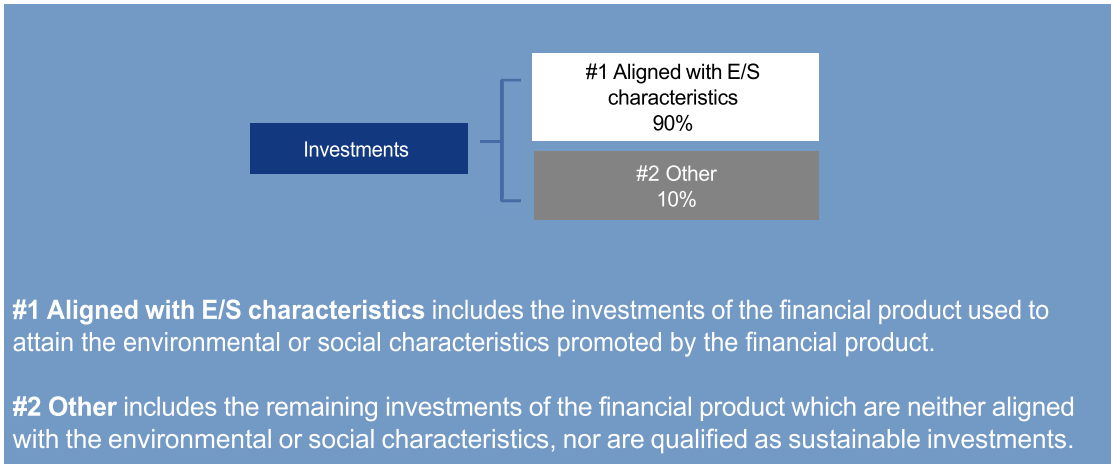 Investments
#1 Aligned with E/S
characteristics
90%
#2 Other
10%
#1 Aligned with E/S characteristics includes the investments of the financial product used to
attain the environmental or social characteristics promoted by the financial product.
#2 Other includes the remaining investments of the financial product which are neither aligned
with the environmental or social characteristics, nor are qualified as sustainable investments.